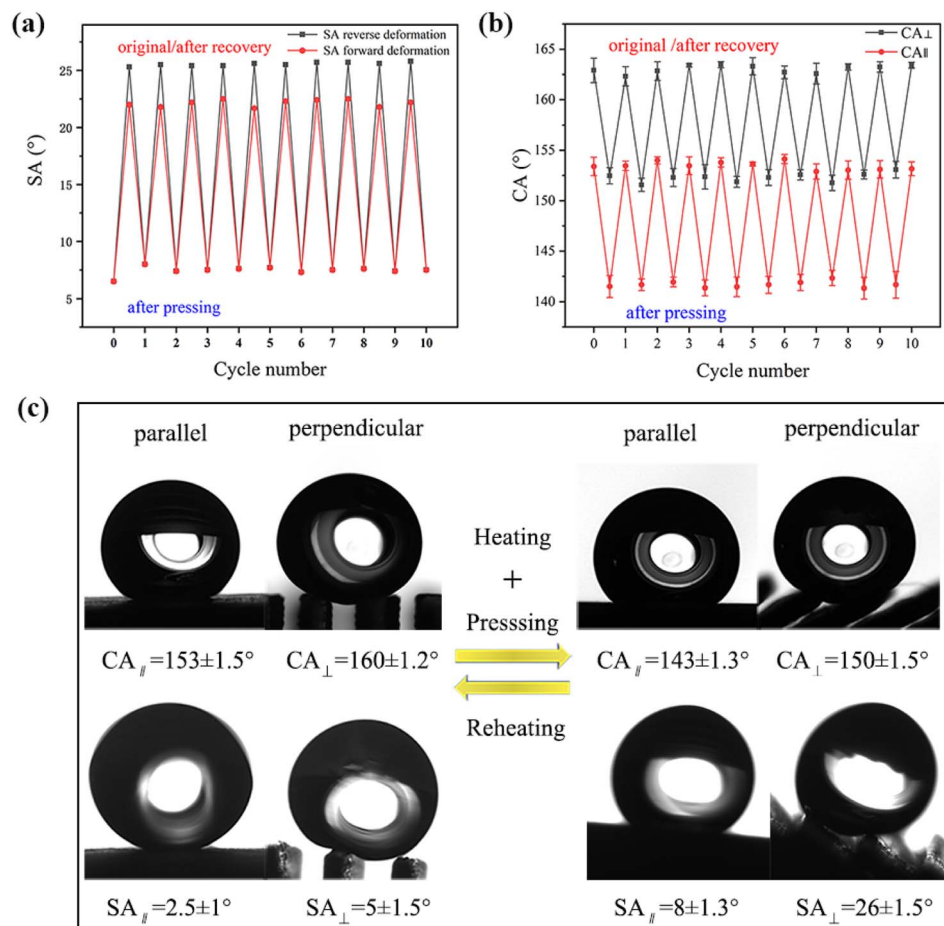 (a)
original/after recovery
SA reverse deformation
SA forward deformation
25
20
15
10
5
SA (°)
after pressing
0 1 2 3 4 5 6 7 8 9 10
Cycle number
(b)
original /after recovery
CA⊥
CA∥
165
160
155
150
145
140
CA (°)
after pressing
0 1 2 3 4 5 6 7 8 9 10
Cycle number
(c)
parallel
perpendicular
CA∥=153±1.5°
CA⊥=160±1.2°
SA∥=2.5±1°
SA⊥=5±1.5°
Heating
+
Presssing
Reheating
parallel
perpendicular
CA∥=143±1.3°
CA⊥=150±1.5°
SA∥=8±1.3°
SA⊥=26±1.5°